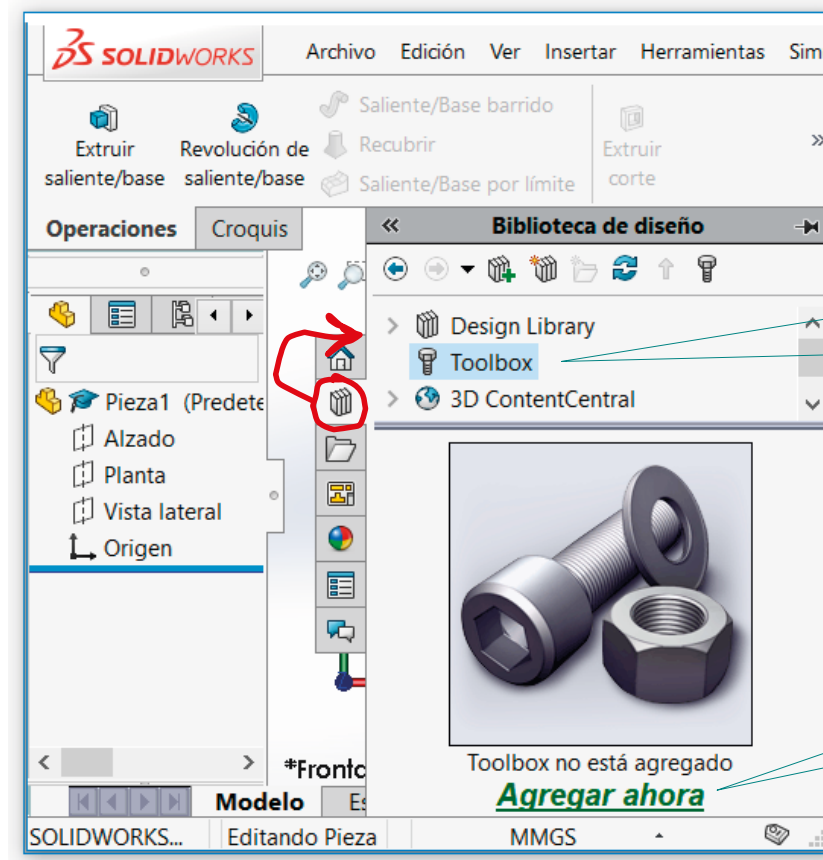 SOLIDWORKS
Archivo Edición Ver Insertar Herramientas Sim
Extruir
saliente/base
Revolución de
saliente/base
Saliente/Base barrido
Recubrir
Saliente/Base por límite
Extruir
corte
Operaciones Croquis
Biblioteca de diseño
Design Library
Toolbox
3D ContentCentral
Pieza1 (Predete
Alzado
Planta
Vista lateral
Origen
*Fronta
Toolbox no está agregado
Agregar ahora
Modelo Es
SOLIDWORKS... Editando Pieza MMGS